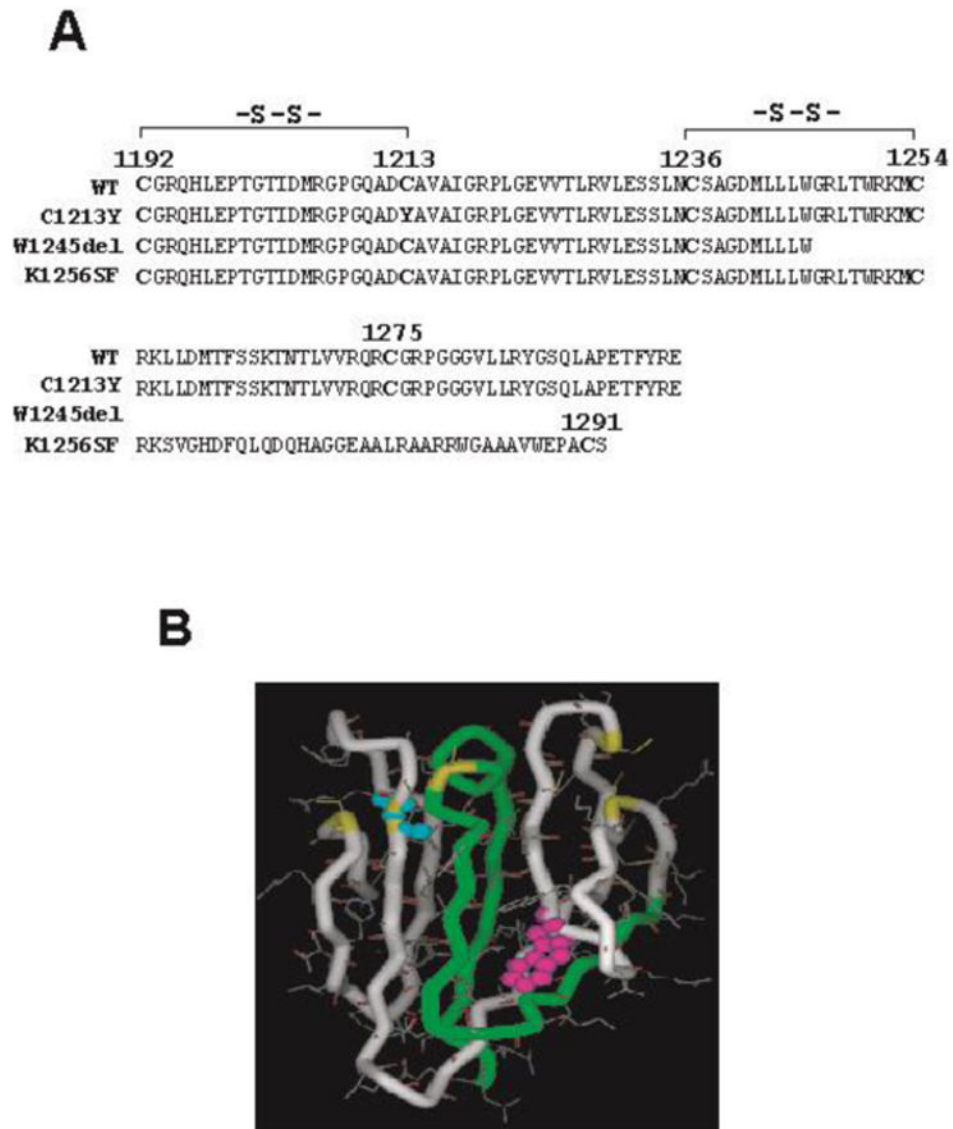 A
-S-S- -S-S-
1192 1213 1236 1254
WT CGRQHLEPTGTIDMRGPGQADCAVAIGRPLGEVVTLRVLESSLNCSAGDMLLLWGRLTWRKMC
C1213Y CGRQHLEPTGTIDMRGPGQADYAVAIGRPLGEVVTLRVLESSLNCSAGDMLLLWGRLTWRKMC
W1245del CGRQHLEPTGTIDMRGPGQADCAVAIGRPLGEVVTLRVLESSLNCSAGDMLLLW
K1256SF CGRQHLEPTGTIDMRGPGQADCAVAIGRPLGEVVTLRVLESSLNCSAGDMLLLWGRLTWRKMC
1275
WT RKLLDMTFSSKTNTLVVRQRCGRPGGGVLLRYGSQLAPETFYRE
C1213Y RKLLDMTFSSKTNTLVVRQRCGRPGGGVLLRYGSQLAPETFYRE
W1245del
1291
K1256SF RKSVGHDFQLQDQHAGGEAALRAARRWGAAAVWEPACS
B